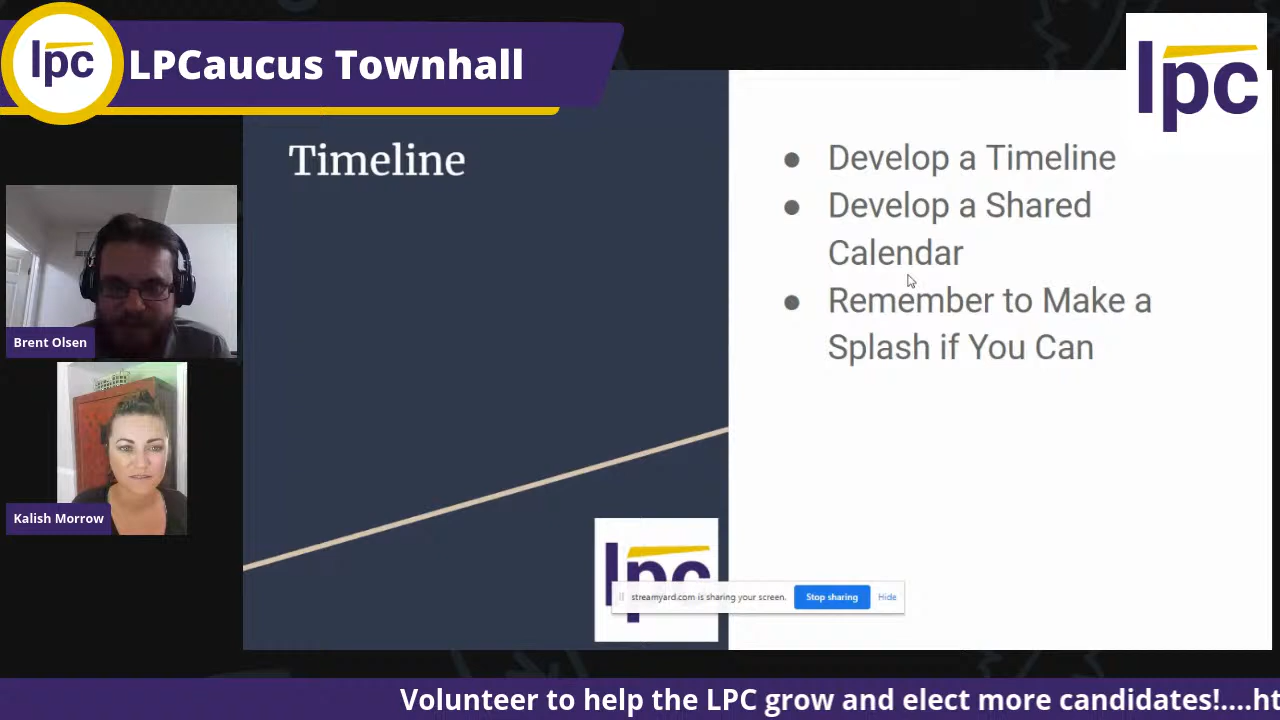 lpc
LPCaucus Townhall
lpc
Timeline
● Develop a Timeline
● Develop a Shared
Calendar
● Remember to Make a
Splash if You Can
Brent Olsen
Kalish Morrow
lpc
streamyard.com is sharing your screen.
Stop sharing
Hide
Volunteer to help the LPC grow and elect more candidates!....ht